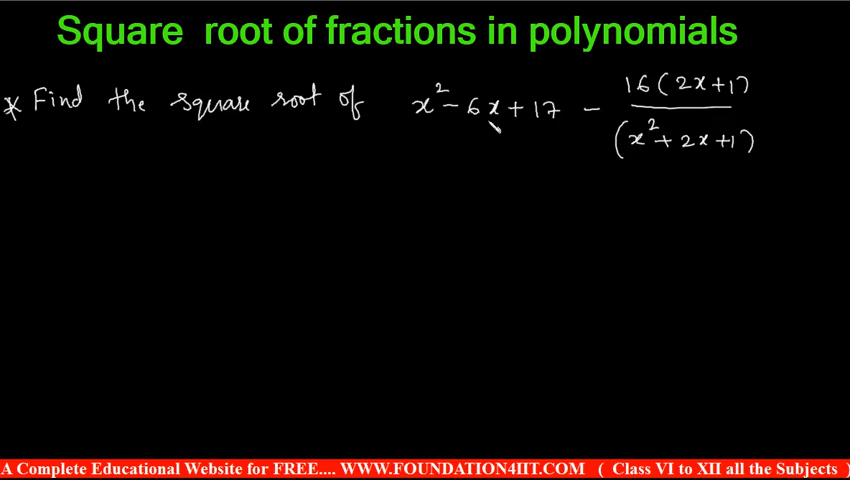 Square root of fractions in polynomials
* Find the square root of x² - 6x + 17 - 16(2x+1) / (x² + 2x + 1)
A Complete Educational Website for FREE.... WWW.FOUNDATION4IIT.COM ( Class VI to XII all the Subjects )